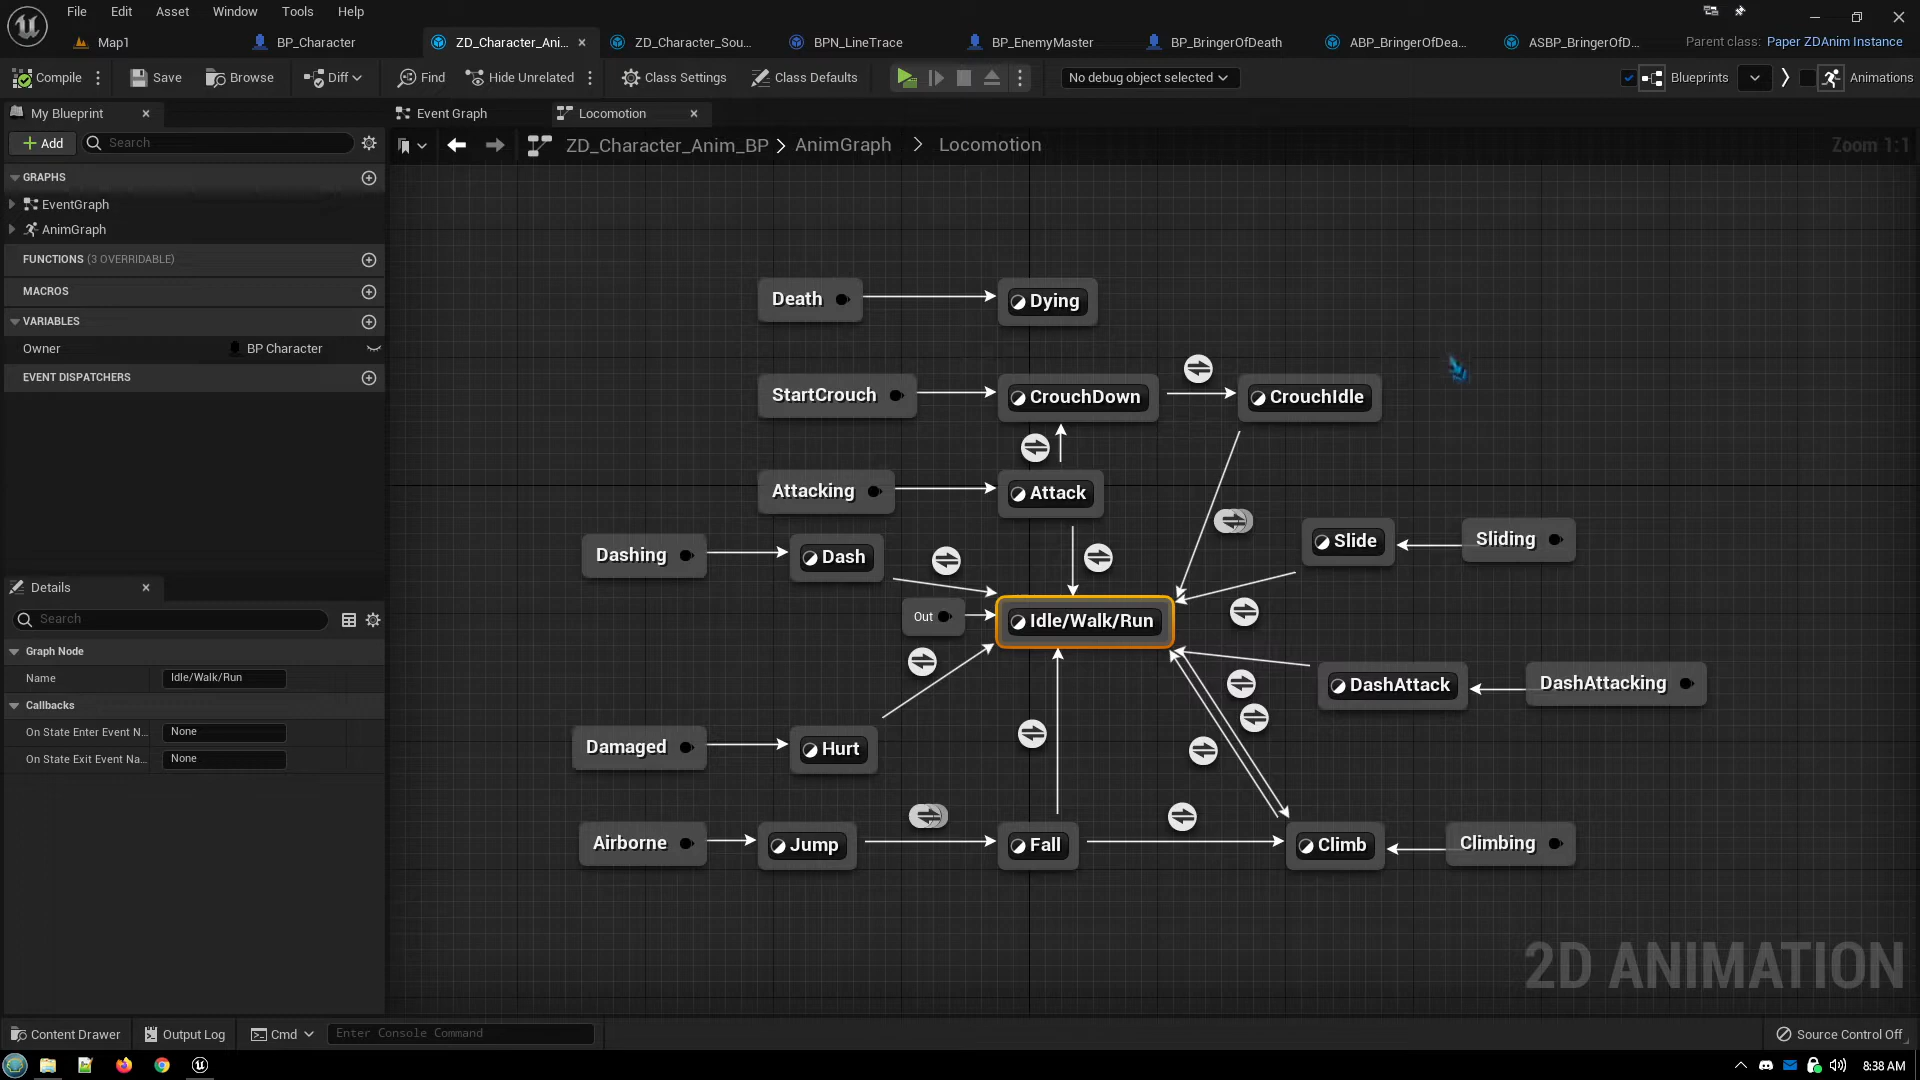 File Edit Asset Window Tools Help
Map1 BP_Character ZD_Character_Ani... ZD_Character_Sou... BPN_LineTrace BP_EnemyMaster BP_BringerOfDeath ABP_BringerOfDea... ASBP_BringerOfD... Parent class: Paper ZDAnim Instance
Compile Save Browse Diff Find Hide Unrelated Class Settings Class Defaults No debug object selected Blueprints Animations
My Blueprint
Event Graph Locomotion
Add Search
ZD_Character_Anim_BP > AnimGraph > Locomotion Zoom 1:1
GRAPHS
EventGraph
AnimGraph
FUNCTIONS (3 OVERRIDABLE)
MACROS
VARIABLES
Owner BP Character
EVENT DISPATCHERS
Death Dying
StartCrouch CrouchDown CrouchIdle
Attacking Attack
Dashing Dash Slide Sliding
Out Idle/Walk/Run
DashAttack DashAttacking
Damaged Hurt
Airborne Jump Fall Climb Climbing
Details
Search
Graph Node
Name Idle/Walk/Run
Callbacks
On State Enter Event N... None
On State Exit Event Na... None
2D ANIMATION
Content Drawer Output Log Cmd Enter Console Command Source Control Off
8:38 AM